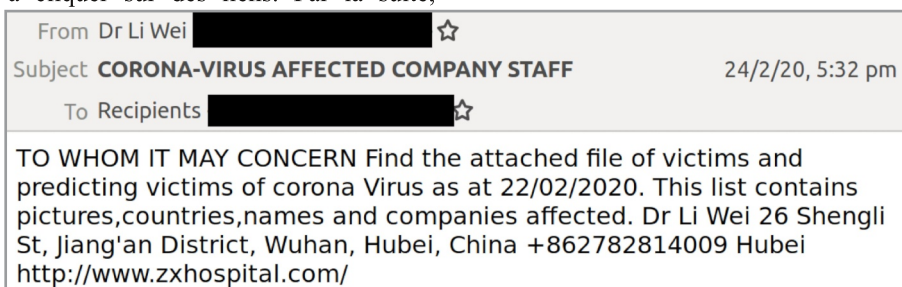 à cliquer sur des liens. Par la suite,
From Dr Li Wei
Subject CORONA-VIRUS AFFECTED COMPANY STAFF 24/2/20, 5:32 pm
To Recipients
TO WHOM IT MAY CONCERN Find the attached file of victims and
predicting victims of corona Virus as at 22/02/2020. This list contains
pictures,countries,names and companies affected. Dr Li Wei 26 Shengli
St, Jiang'an District, Wuhan, Hubei, China +862782814009 Hubei
http://www.zxhospital.com/